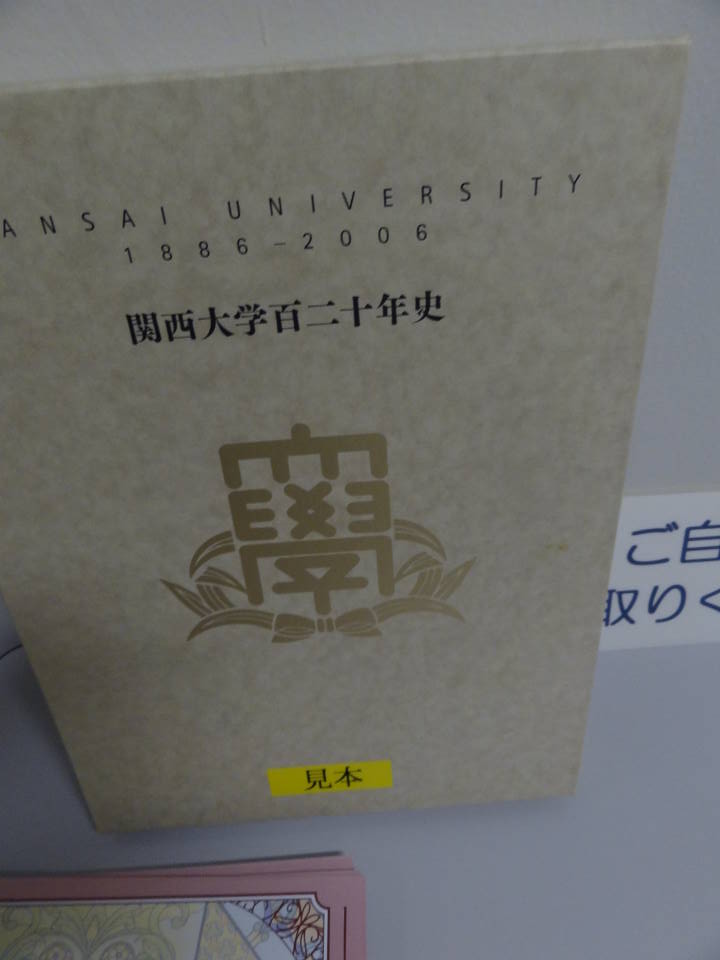 ANSAI UNIVERSITY
1886-2006
関西大学百二十年史
學
見本
ご自
取りく